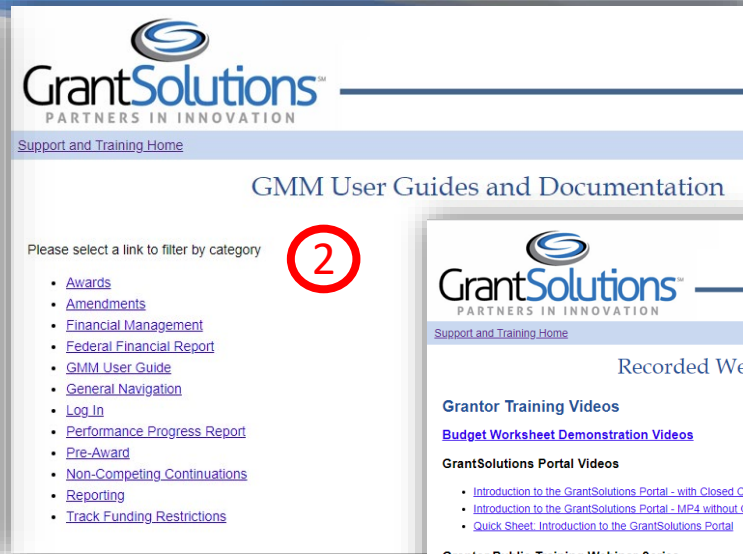 GrantSolutions℠
PARTNERS IN INNOVATION
Support and Training Home
GMM User Guides and Documentation
Please select a link to filter by category
2
Awards
Amendments
Financial Management
Federal Financial Report
GMM User Guide
General Navigation
Log In
Performance Progress Report
Pre-Award
Non-Competing Continuations
Reporting
Track Funding Restrictions
GrantSolutions℠
PARTNERS IN INNOVATION
Support and Training Home
Recorded We
Grantor Training Videos
Budget Worksheet Demonstration Videos
GrantSolutions Portal Videos
Introduction to the GrantSolutions Portal - with Closed C
Introduction to the GrantSolutions Portal - MP4 without
Quick Sheet: Introduction to the GrantSolutions Portal